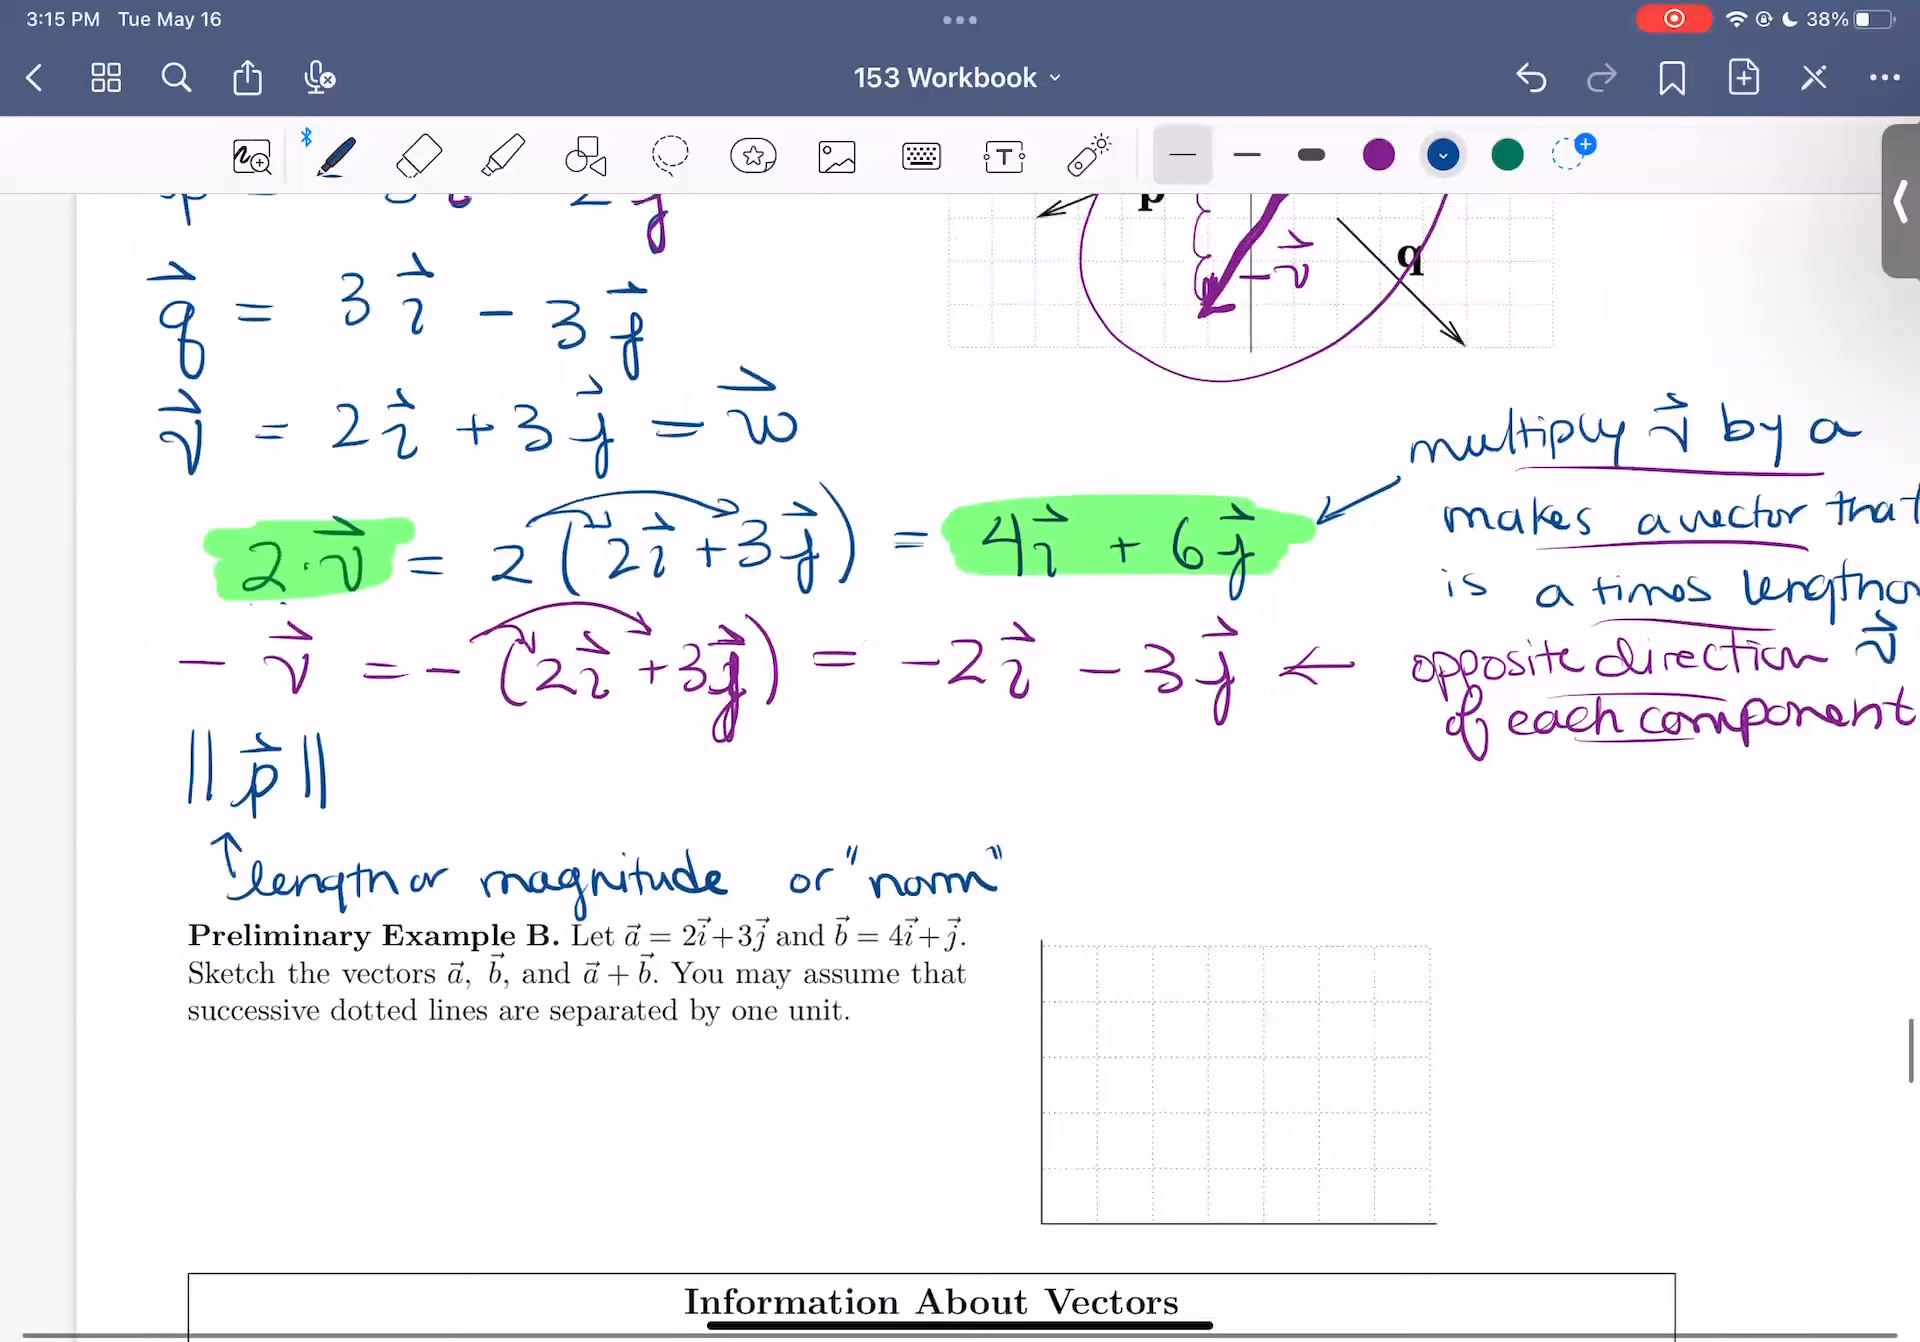 3:15 PM Tue May 16
38%
153 Workbook
p
q
-v⃗
q⃗ = 3i⃗ - 3j⃗
v⃗ = 2i⃗ + 3j⃗ = w⃗
multiply v⃗ by a
makes a vector that
is a times length or
2·v⃗ = 2(2i⃗ + 3j⃗) = 4i⃗ + 6j⃗
-v⃗ = -(2i⃗ + 3j⃗) = -2i⃗ - 3j⃗ ← opposite direction v⃗
of each component
||p⃗||
↑ length or magnitude or "norm"
Preliminary Example B. Let a⃗ = 2i⃗+3j⃗ and b⃗ = 4i⃗+j⃗.
Sketch the vectors a⃗, b⃗, and a⃗ + b⃗. You may assume that
successive dotted lines are separated by one unit.
Information About Vectors